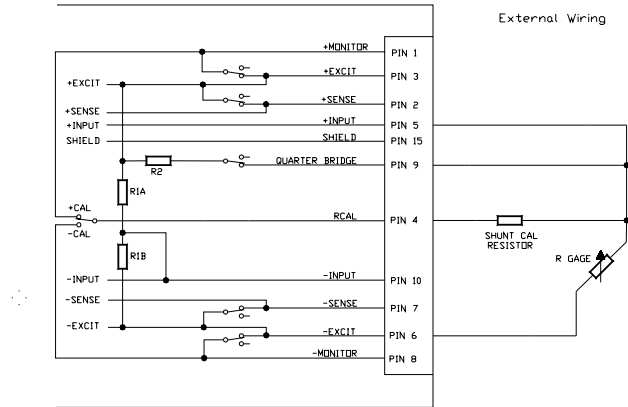 External Wiring
+MONITOR PIN 1
+EXCIT PIN 3
+EXCIT
+SENSE PIN 2
+SENSE
+INPUT +INPUT PIN 5
SHIELD SHIELD PIN 15
QUARTER BRIDGE PIN 9
R2
R1A
+CAL
RCAL PIN 4
-CAL
SHUNT CAL
RESISTOR
R1B
R GAGE
-INPUT -INPUT PIN 10
-SENSE
-SENSE PIN 7
-EXCIT
-EXCIT PIN 6
-MONITOR PIN 8